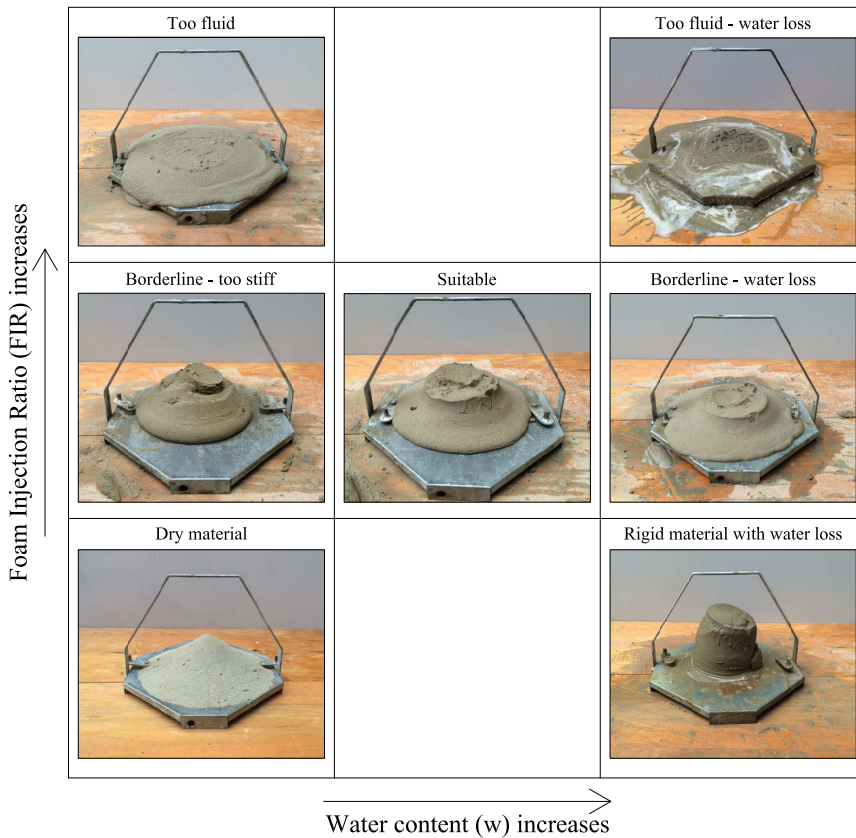 Too fluid
Too fluid - water loss
Foam Injection Ratio (FIR) increases
Borderline - too stiff
Suitable
Borderline - water loss
Dry material
Rigid material with water loss
Water content (w) increases